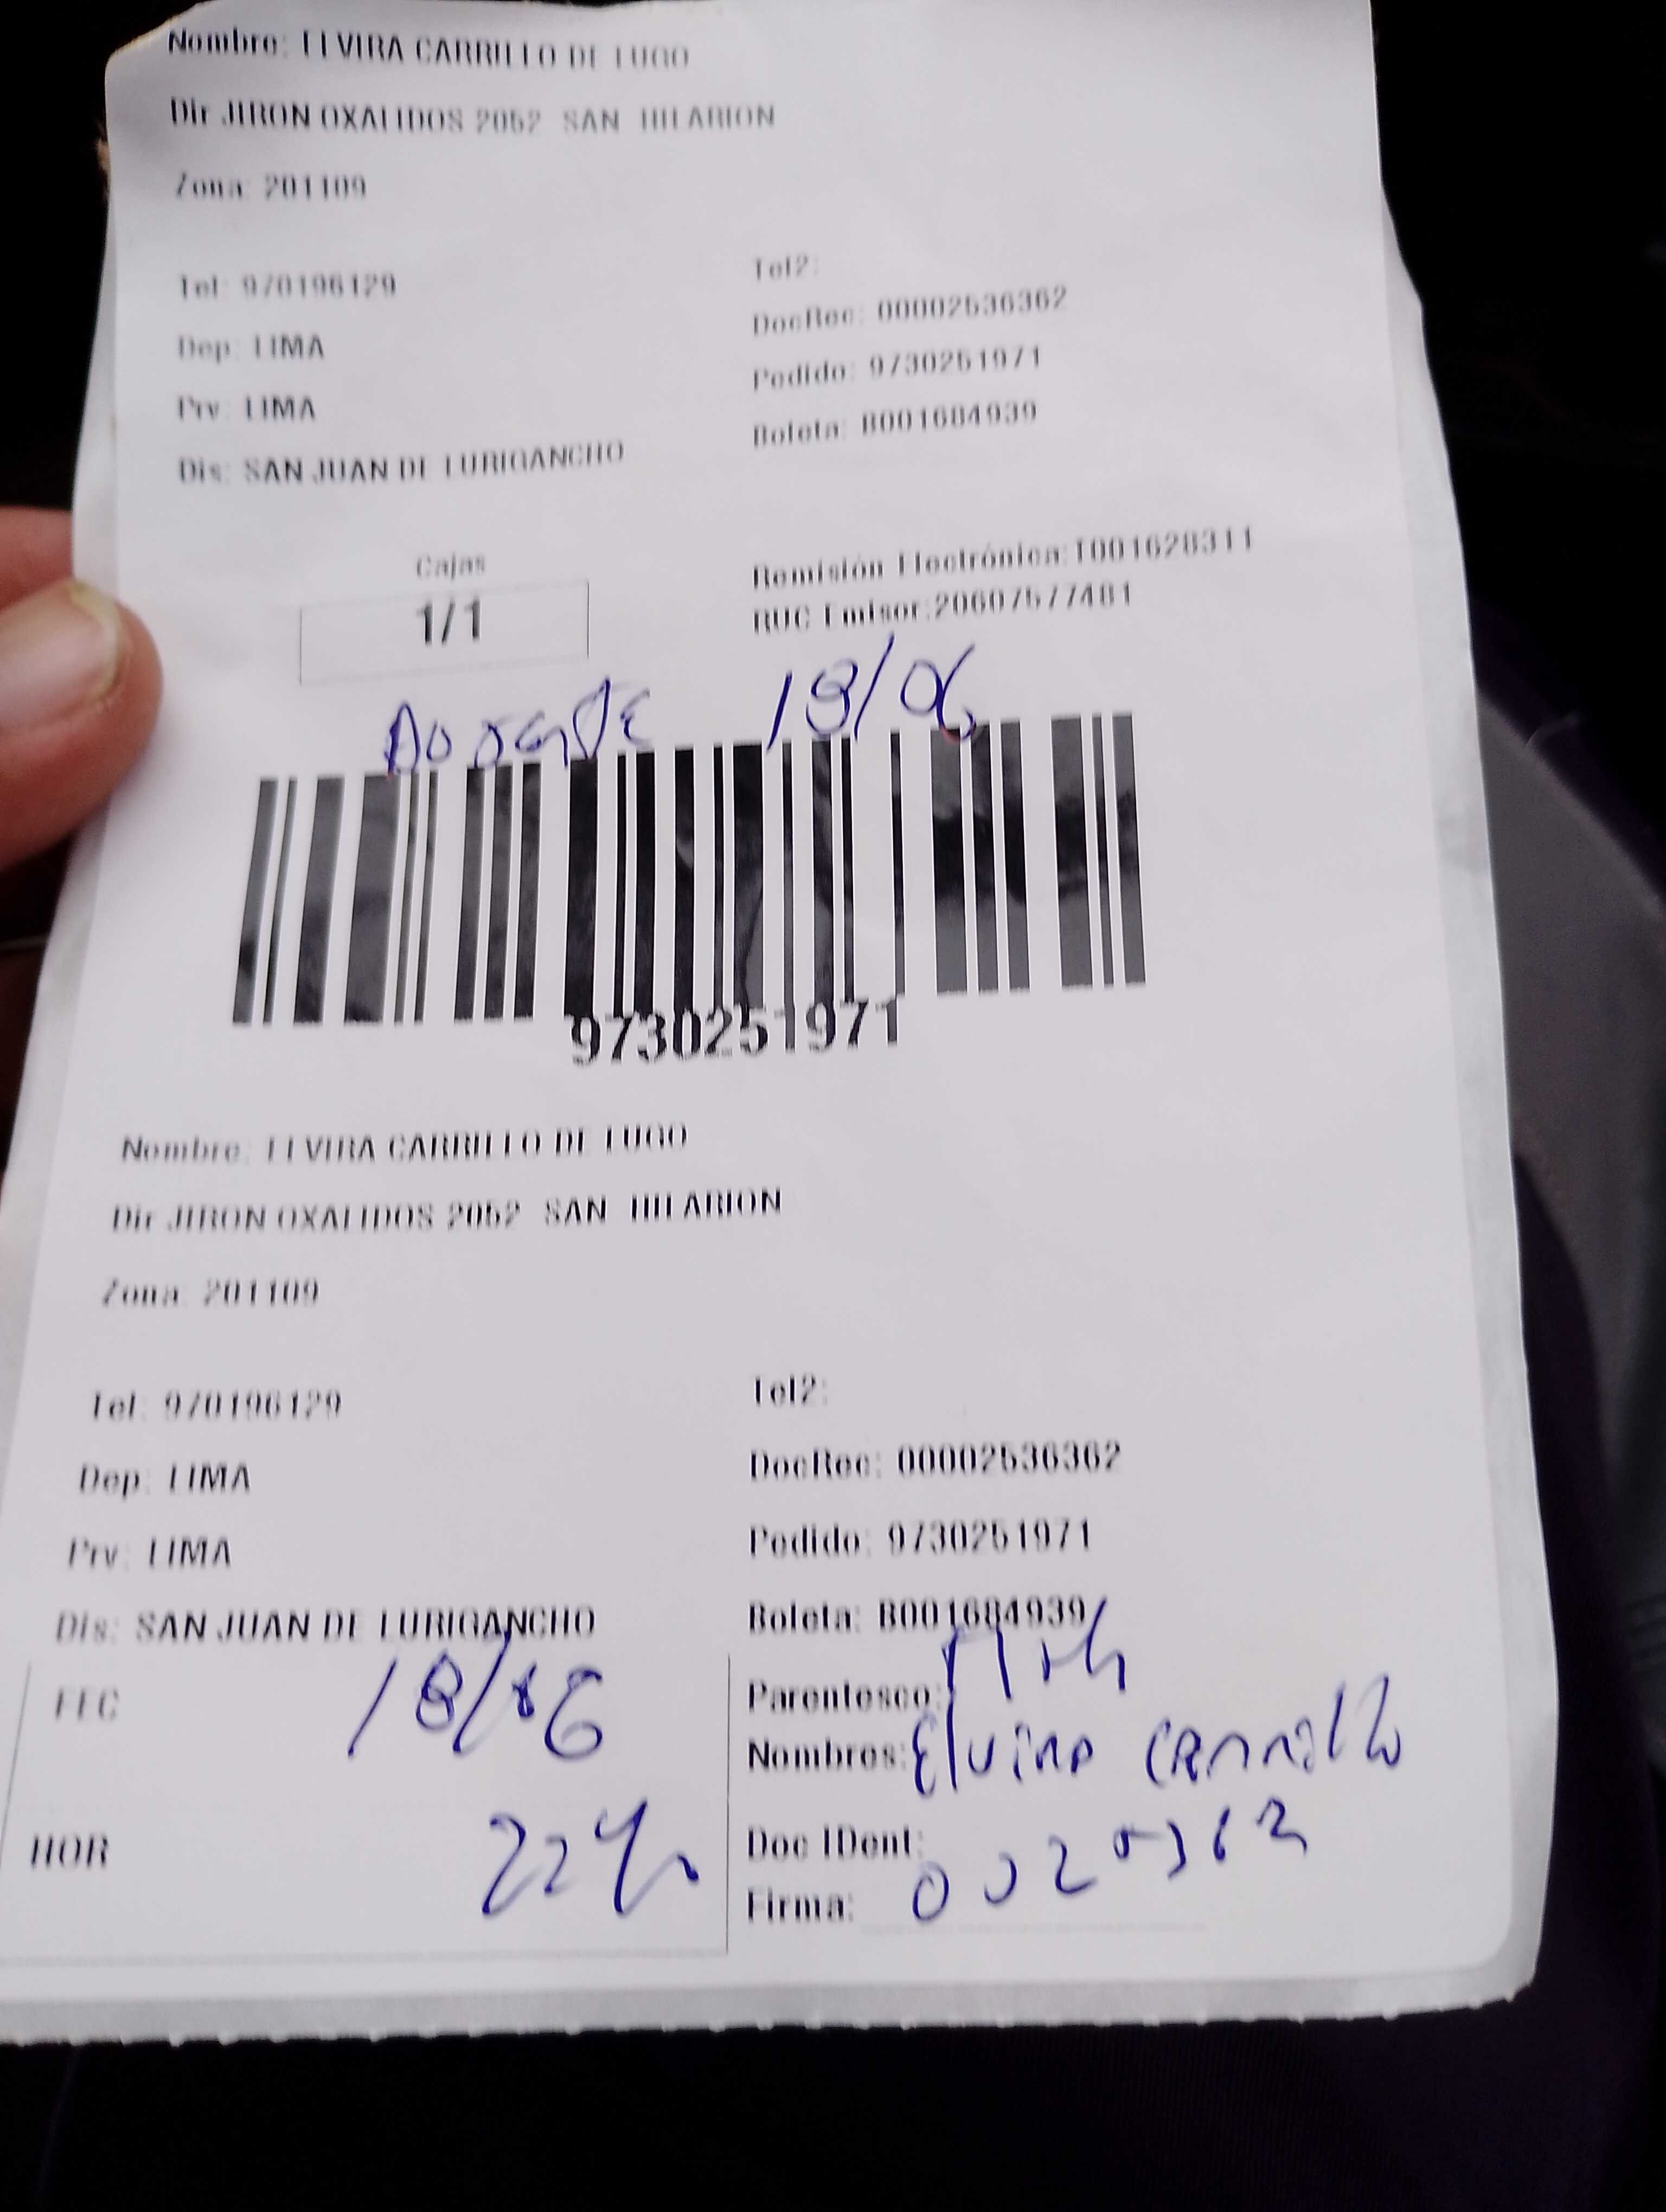 Nombre: ELVIRA CARRILLO DE LUGO
Dir JIRON OXALIDOS 2052 SAN HILARION
Zona: 201109
Tel: 970196129
Tel2:
DocRec: 00002536362
Dep: LIMA
Pedido: 9730251971
Prv: LIMA
Boleta: B001684939
Dis: SAN JUAN DE LURIGANCHO
Cajas
1/1
Remisión Electrónica:T001628311
RUC Emisor:20607577481
Ausente 18/06
9730251971
Nombre: ELVIRA CARRILLO DE LUGO
Dir JIRON OXALIDOS 2052 SAN HILARION
Zona: 201109
Tel: 970196129
Tel2:
Dep: LIMA
DocRec: 00002536362
Prv: LIMA
Pedido: 9730251971
Dis: SAN JUAN DE LURIGANCHO
Boleta: B001684939
FEC 18/06
Parentesco:
Nombres: Elvira Carrillo
HOR
Doc IDent:
Firma: